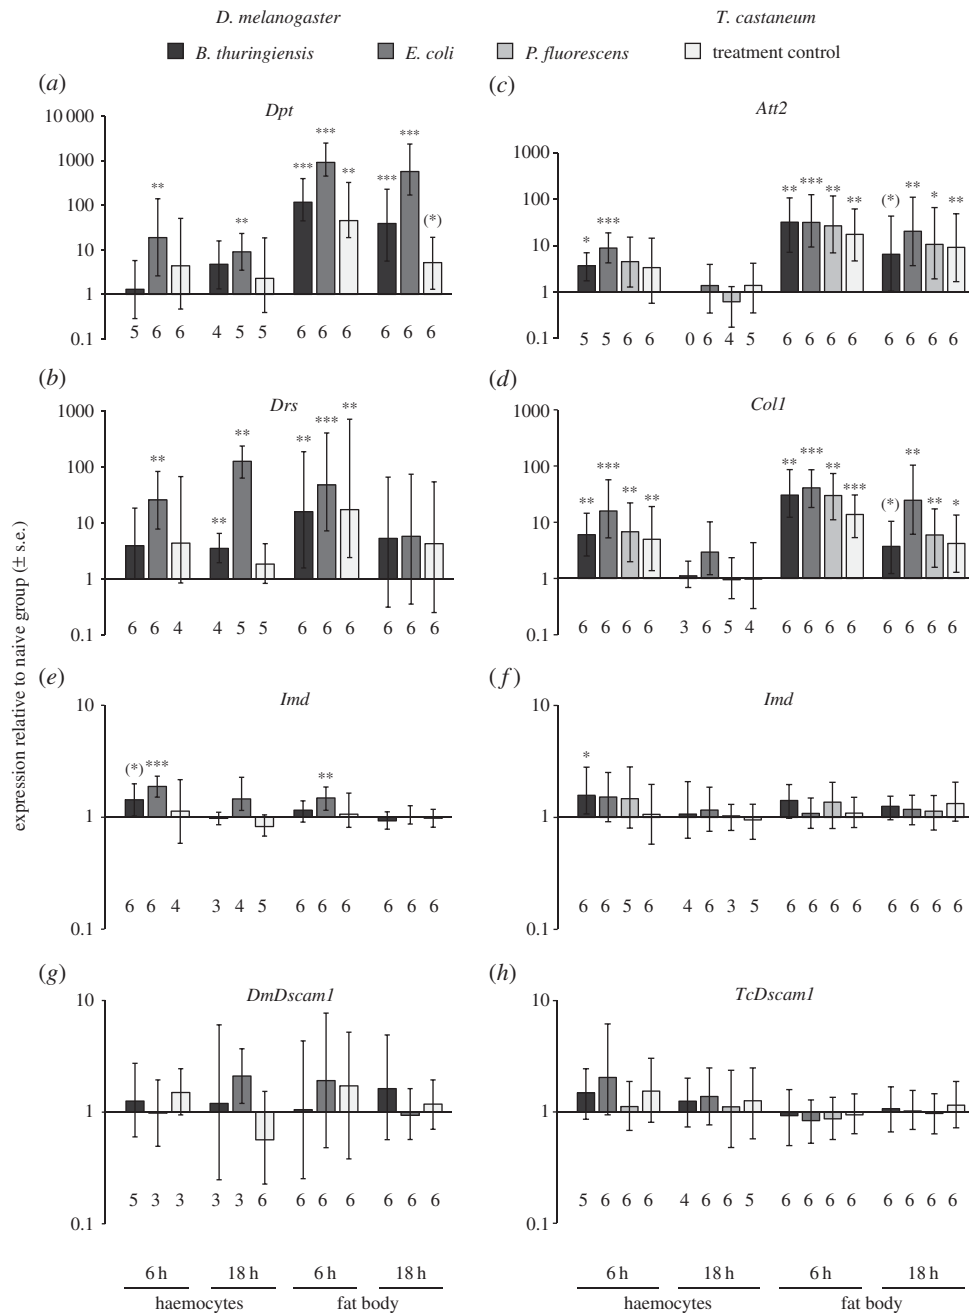 D. melanogaster T. castaneum
B. thuringiensis E. coli P. fluorescens treatment control
expression relative to naive group (± s.e.)
(a)
Dpt
10 000
1000
100
10
1
0.1
** ** *** *** ** *** *** (*)
5 6 6 4 5 5 6 6 6 6 6 6
(c)
Att2
1000
100
10
1
0.1
* *** ** *** ** ** (*) ** * **
5 5 6 6 0 6 4 5 6 6 6 6 6 6 6 6
(b)
Drs
1000
100
10
1
0.1
** ** ** ** *** **
6 6 4 4 5 5 6 6 6 6 6 6
(d)
Col1
1000
100
10
1
0.1
** *** ** ** ** *** ** *** (*) ** ** *
6 6 6 6 3 6 5 4 6 6 6 6 6 6 6 6
(e)
Imd
10
1
0.1
(*) *** **
6 6 4 3 4 5 6 6 6 6 6 6
(f)
Imd
10
1
0.1
*
6 6 5 6 4 6 3 5 6 6 6 6 6 6 6 6
(g)
DmDscam1
10
1
0.1
5 3 3 3 3 6 6 6 6 6 6 6
6 h 18 h 6 h 18 h
haemocytes fat body
(h)
TcDscam1
10
1
0.1
5 6 6 6 4 6 6 5 6 6 6 6 6 6 6 6
6 h 18 h 6 h 18 h
haemocytes fat body